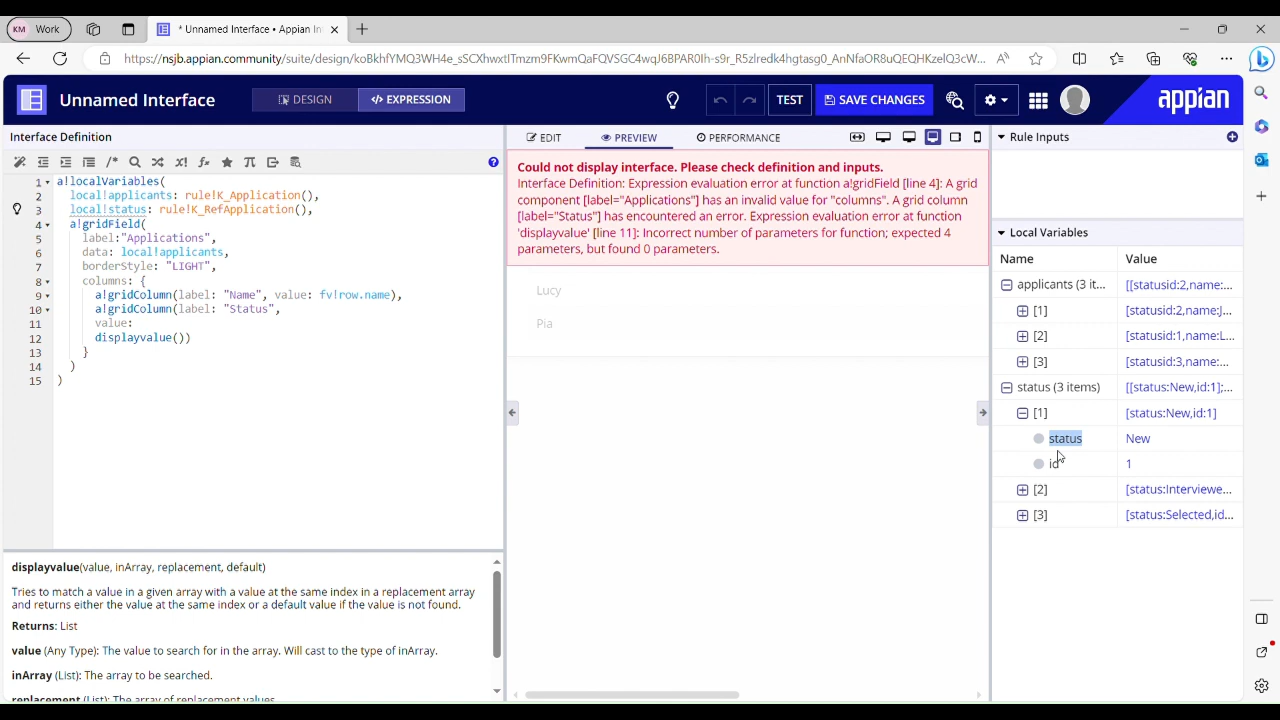 KM Work
* Unnamed Interface • Appian In
https://nsjb.appian.community/suite/design/koBkhfYMQ3WH4e_sSCXhwxtITmzm9FKwmQaFQVSGC4wqJ6BPAR0Ih-s9r_R5zlredk4hgtasg0_AnNfaOR8uQEQHKzelQ3cW...
Unnamed Interface
DESIGN
</> EXPRESSION
TEST
SAVE CHANGES
appian
Interface Definition
EDIT
PREVIEW
PERFORMANCE
Rule Inputs
1 a!localVariables(
2 local!applicants: rule!K_Application(),
3 local!status: rule!K_RefApplication(),
4 a!gridField(
5 label:"Applications",
6 data: local!applicants,
7 borderStyle: "LIGHT",
8 columns: {
9 a!gridColumn(label: "Name", value: fv!row.name),
10 a!gridColumn(label: "Status",
11 value:
12 displayvalue())
13 }
14 )
15 )
Could not display interface. Please check definition and inputs.
Interface Definition: Expression evaluation error at function a!gridField [line 4]: A grid
component [label="Applications"] has an invalid value for "columns". A grid column
[label="Status"] has encountered an error. Expression evaluation error at function
'displayvalue' [line 11]: Incorrect number of parameters for function; expected 4
parameters, but found 0 parameters.
Lucy
Pia
Local Variables
Name Value
applicants (3 it... [[statusid:2,name:...
[1] [statusid:2,name:J...
[2] [statusid:1,name:L...
[3] [statusid:3,name:...
status (3 items) [[status:New,id:1];...
[1] [status:New,id:1]
status New
id 1
[2] [status:Interviewe...
[3] [status:Selected,id...
displayvalue(value, inArray, replacement, default)
Tries to match a value in a given array with a value at the same index in a replacement array
and returns either the value at the same index or a default value if the value is not found.
Returns: List
value (Any Type): The value to search for in the array. Will cast to the type of inArray.
inArray (List): The array to be searched.
replacement (List): The array of replacement values